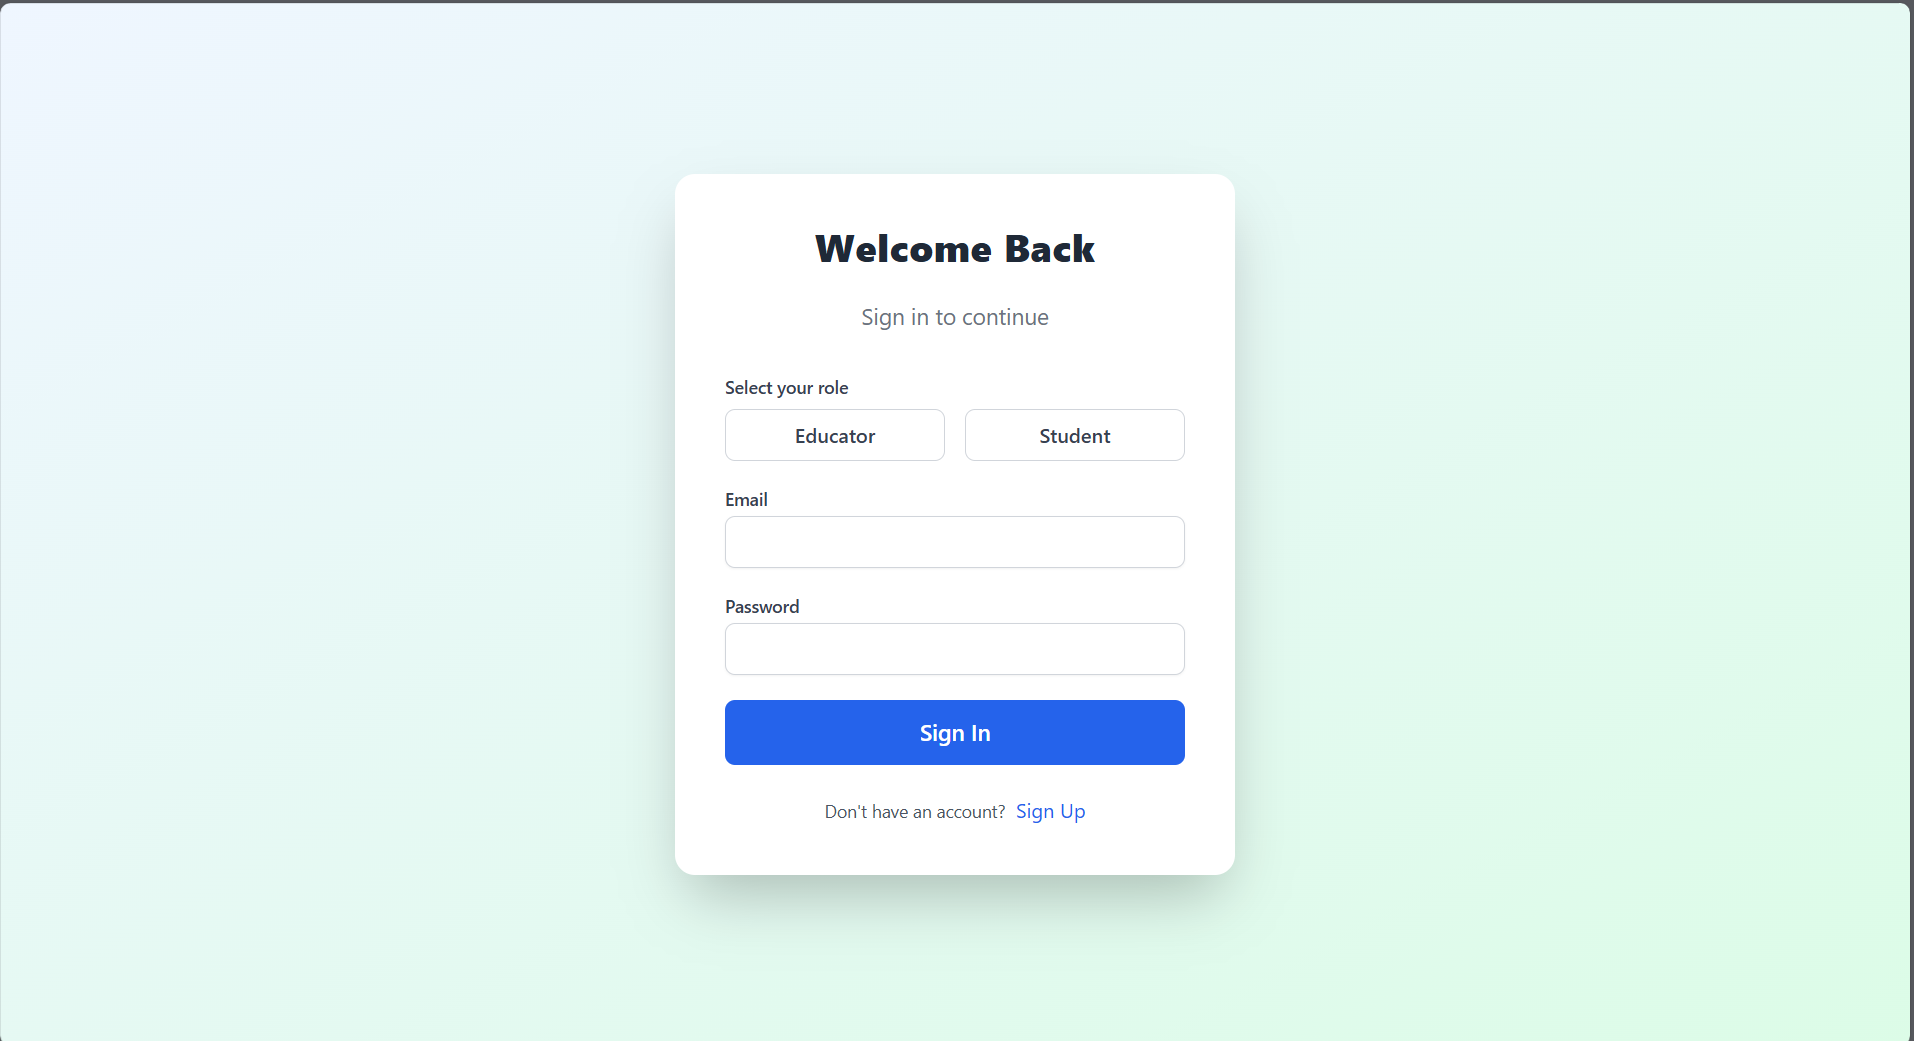 Welcome Back
Sign in to continue
Select your role
Educator Student
Email
Password
Sign In
Don't have an account? Sign Up